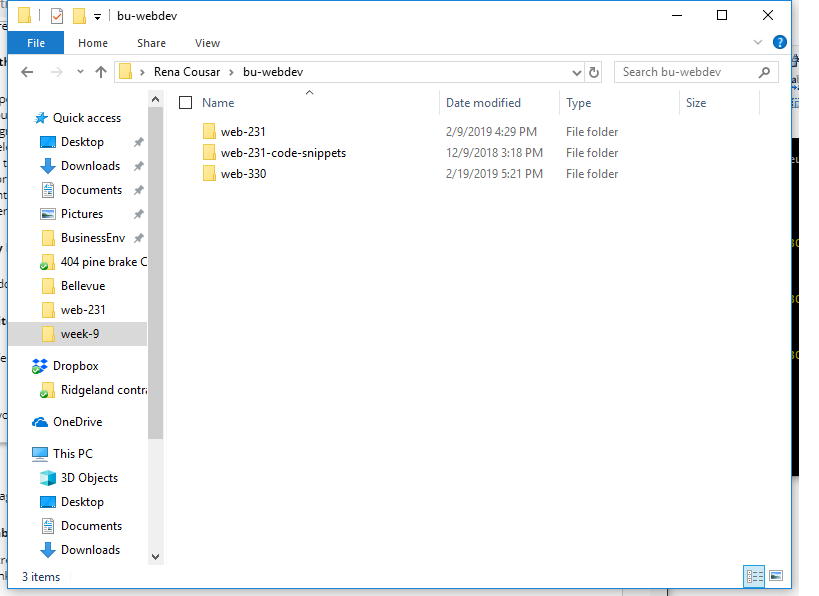 bu-webdev
File Home Share View
Rena Cousar bu-webdev Search bu-webdev
Name Date modified Type Size
web-231 2/9/2019 4:29 PM File folder
web-231-code-snippets 12/9/2018 3:18 PM File folder
web-330 2/19/2019 5:21 PM File folder
Quick access
Desktop
Downloads
Documents
Pictures
BusinessEnv
404 pine brake C
Bellevue
web-231
week-9
Dropbox
Ridgeland contra
OneDrive
This PC
3D Objects
Desktop
Documents
Downloads
3 items